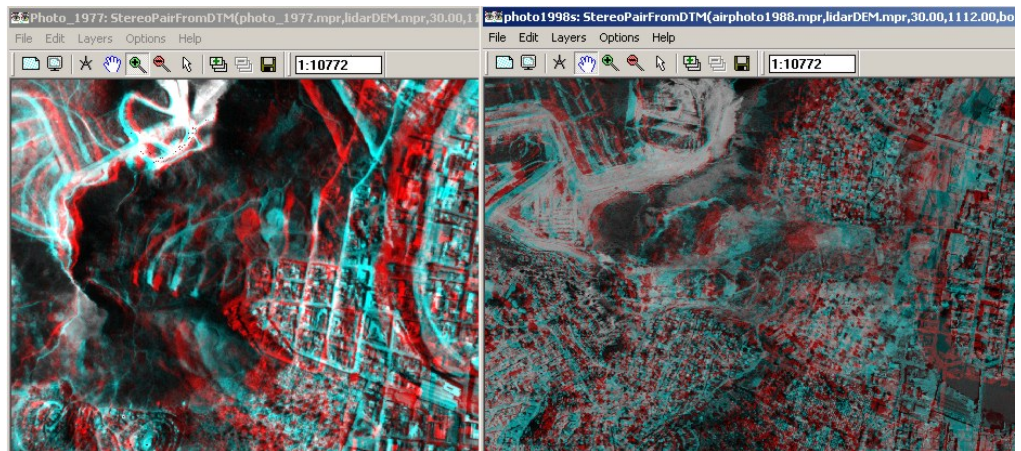 Photo_1977: StereoPairFromDTM(photo_1977.mpr,lidarDEM.mpr,30.00,11
File Edit Layers Options Help
1:10772
photo1998s: StereoPairFromDTM(airphoto1988.mpr,lidarDEM.mpr,30.00,1112.00,bo
File Edit Layers Options Help
1:10772